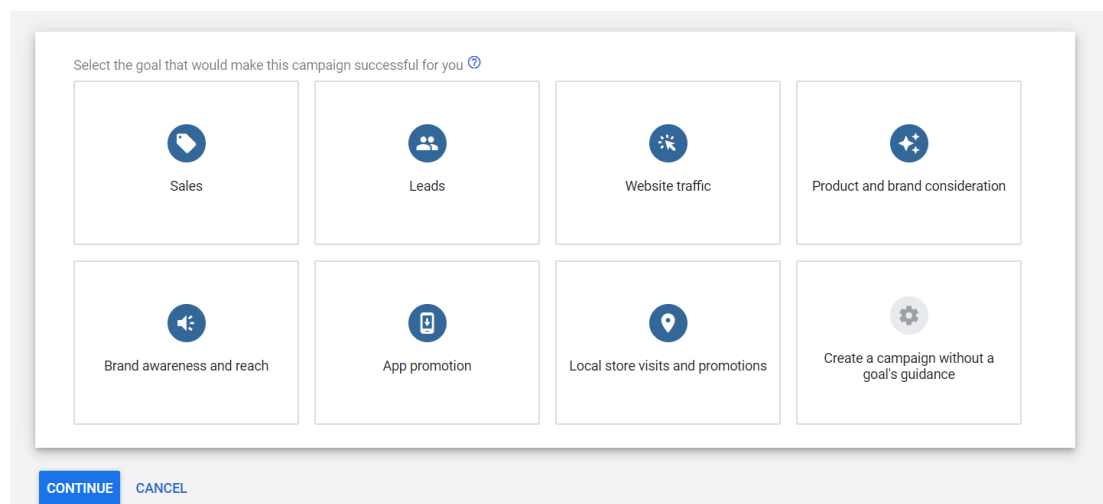 Select the goal that would make this campaign successful for you
Sales
Leads
Website traffic
Product and brand consideration
Brand awareness and reach
App promotion
Local store visits and promotions
Create a campaign without a
goal's guidance
CONTINUE
CANCEL